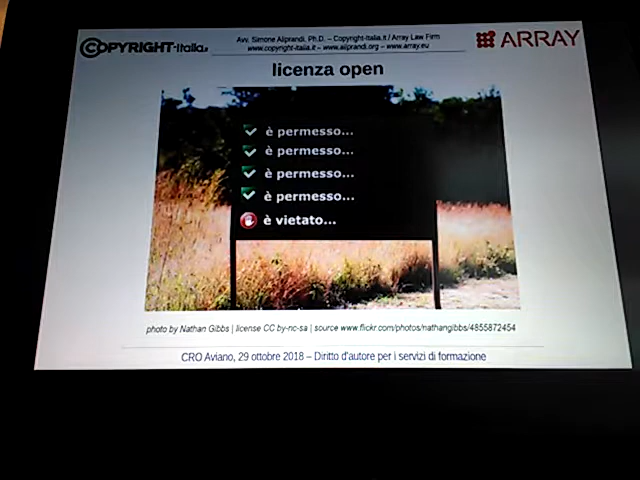 COPYRIGHT-Italia.it
Avv. Simone Aliprandi, Ph.D. – Copyright-Italia.it / Array Law Firm
www.copyright-italia.it – www.aliprandi.org – www.array.eu
ARRAY
licenza open
è permesso...
è permesso...
è permesso...
è permesso...
è vietato...
photo by Nathan Gibbs | license CC by-nc-sa | source www.flickr.com/photos/nathangibbs/4855872454
CRO Aviano, 29 ottobre 2018 – Diritto d'autore per i servizi di formazione